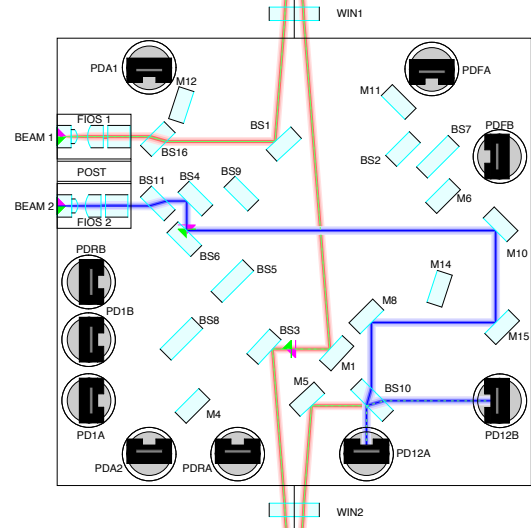 WIN1
PDA1
M12
PDFA
M11
FIOS 1
BEAM 1
BS1
BS16
BS7
PDFB
BS2
POST
BS11
BS4
BS9
M6
BEAM 2
FIOS 2
BS6
M10
PDRB
BS5
M14
PD1B
M8
BS8
BS3
M15
M1
M5
BS10
PD1A
M4
PD12B
PDA2
PDRA
PD12A
WIN2